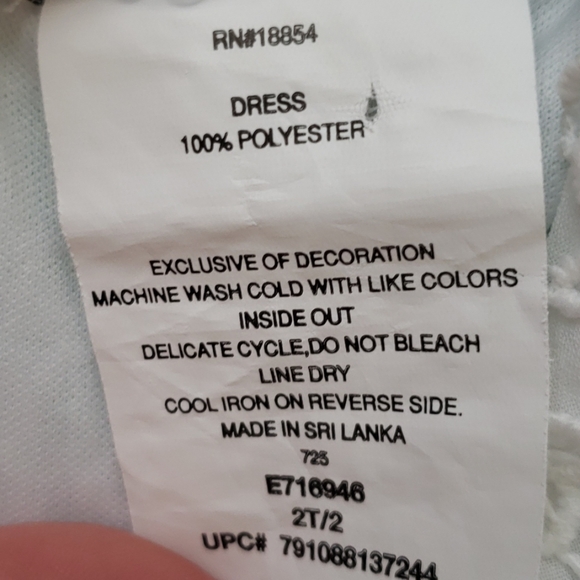 RN#18854
DRESS
100% POLYESTER
EXCLUSIVE OF DECORATION
MACHINE WASH COLD WITH LIKE COLORS
INSIDE OUT
DELICATE CYCLE,DO NOT BLEACH
LINE DRY
COOL IRON ON REVERSE SIDE.
MADE IN SRI LANKA
725
E716946
2T/2
UPC# 791088137244